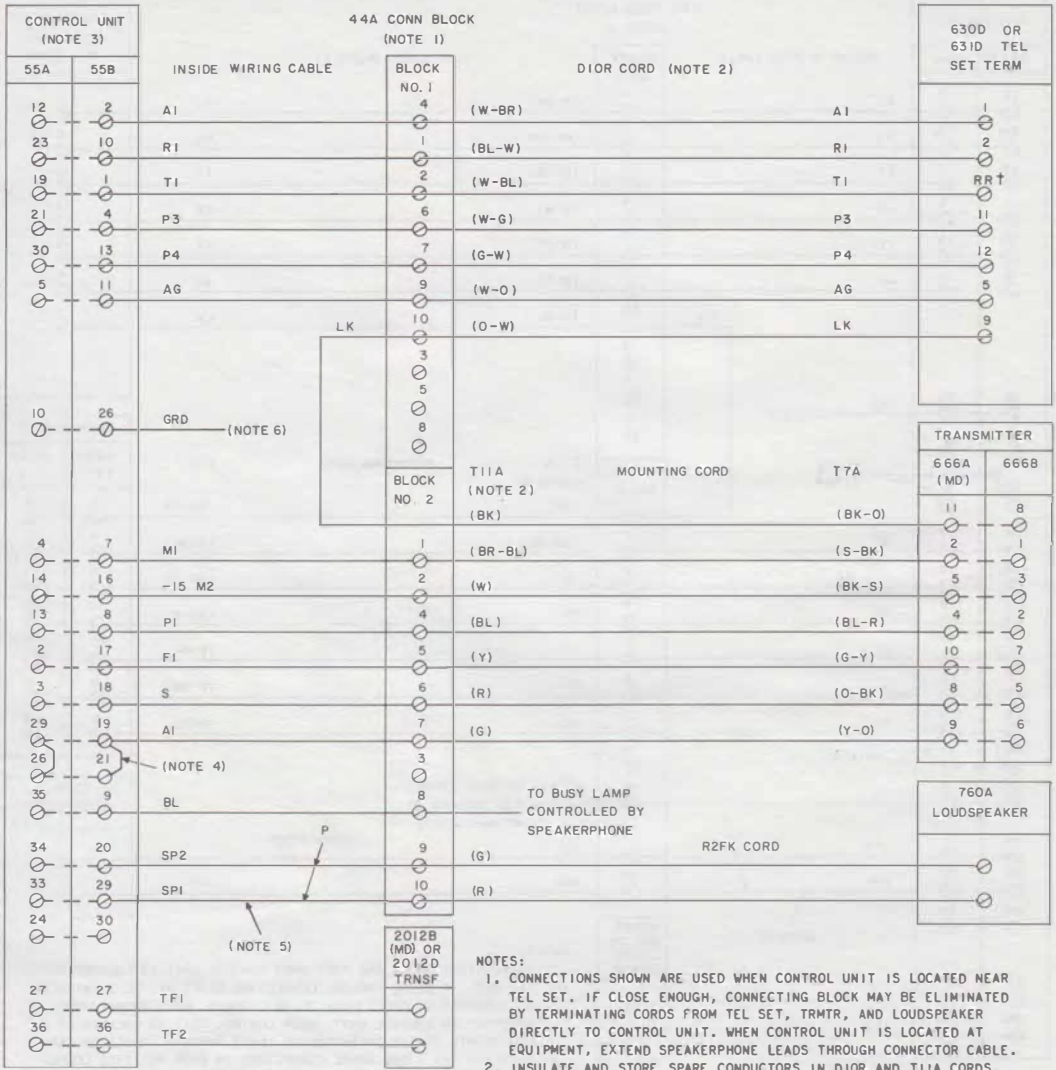 CONTROL UNIT
(NOTE 3)
44A CONN BLOCK
(NOTE 1)
630D OR
631D TEL
SET TERM
55A 55B INSIDE WIRING CABLE BLOCK
NO. 1 D10R CORD (NOTE 2)
12 2 A1 4 (W-BR) A1 1
23 10 R1 1 (BL-W) R1 2
19 1 T1 2 (W-BL) T1 RR†
21 4 P3 6 (W-G) P3 11
30 13 P4 7 (G-W) P4 12
5 11 AG 9 (W-O) AG 5
LK 10 (O-W) LK 9
3
5
10 26 GRD (NOTE 6) 8
TRANSMITTER
BLOCK
NO. 2
T11A
(NOTE 2)
MOUNTING CORD T7A 666A
(MD) 666B
(BK) (BK-O) 11 8
4 7 M1 1 (BR-BL) (S-BK) 2 1
14 16 -15 M2 2 (W) (BK-S) 5 3
13 8 P1 4 (BL) (BL-R) 4 2
2 17 F1 5 (Y) (G-Y) 10 7
3 18 S 6 (R) (O-BK) 8 5
29 19 A1 7 (G) (Y-O) 9 6
26 21 (NOTE 4) 3
35 9 BL 8 TO BUSY LAMP
CONTROLLED BY
SPEAKERPHONE
760A
LOUDSPEAKER
P
34 20 SP2 9 (G) R2FK CORD
33 29 SP1 10 (R)
24 30
(NOTE 5)
2012B
(MD) OR
2012D
TRNSF
27 27 TF1
36 36 TF2
NOTES:
1. CONNECTIONS SHOWN ARE USED WHEN CONTROL UNIT IS LOCATED NEAR
TEL SET. IF CLOSE ENOUGH, CONNECTING BLOCK MAY BE ELIMINATED
BY TERMINATING CORDS FROM TEL SET, TRMTR, AND LOUDSPEAKER
DIRECTLY TO CONTROL UNIT. WHEN CONTROL UNIT IS LOCATED AT
EQUIPMENT, EXTEND SPEAKERPHONE LEADS THROUGH CONNECTOR CABLE.
2. INSULATE AND STORE SPARE CONDUCTORS IN D10R AND T11A CORDS.